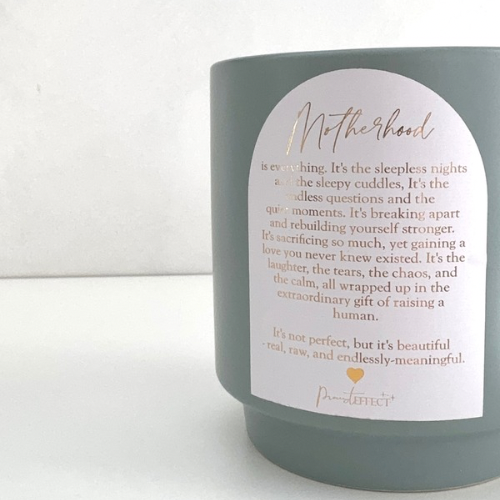 Motherhood
is everything. It's the sleepless nights
and the sleepy cuddles, It's the
endless questions and the
quiet moments. It's breaking apart
and rebuilding yourself stronger.
It's sacrificing so much, yet gaining a
love you never knew existed. It's the
laughter, the tears, the chaos, and
the calm, all wrapped up in the
extraordinary gift of raising a
human.
It's not perfect, but it's beautiful
- real, raw, and endlessly-meaningful.
EFFECT+